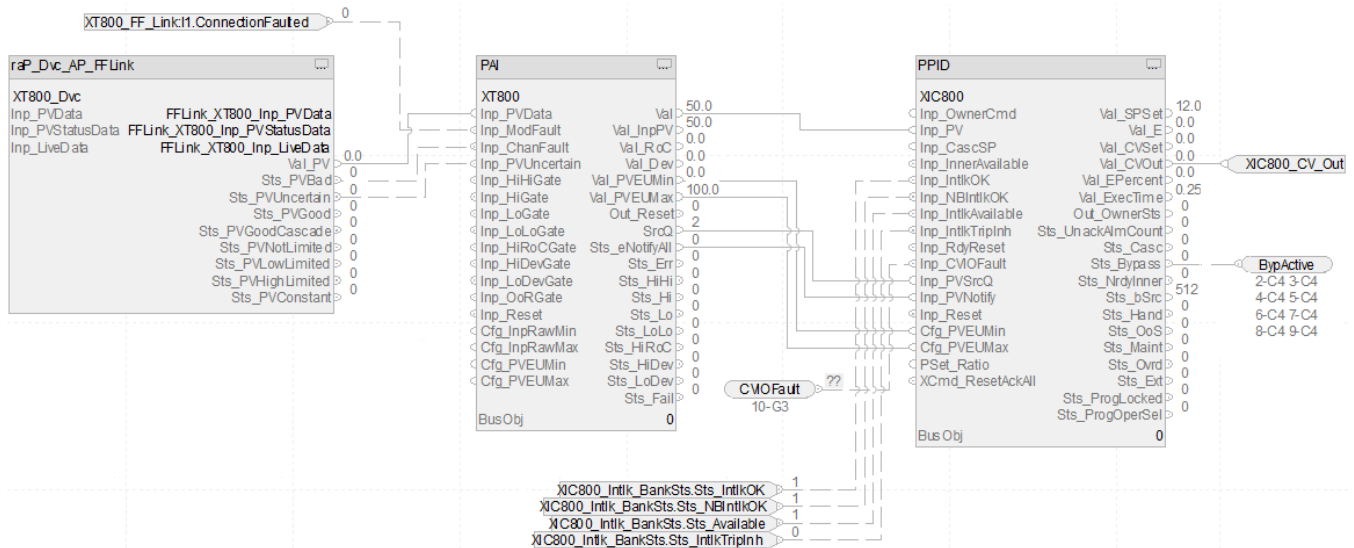 XT800_FF_Link:I1.ConnectionFaulted 0
raP_Dvc_AP_FFLink
XT800_Dvc
Inp_PVData FFLink_XT800_Inp_PVData
Inp_PVStatusData FFLink_XT800_Inp_PVStatusData
Inp_LiveData FFLink_XT800_Inp_LiveData
Val_PV 0.0
Sts_PVBad 0
Sts_PVUncertain 0
Sts_PVGood 0
Sts_PVGoodCascade 0
Sts_PVNotLimited 0
Sts_PVLowLimited 0
Sts_PVHighLimited 0
Sts_PVConstant 0
PAI
XT800
Inp_PVData Val 50.0
Inp_ModFault Val_InpPV 50.0
Inp_ChanFault Val_RoC 0.0
Inp_PVUncertain Val_Dev 0.0
Inp_HiHiGate Val_PVEUMin 0.0
Inp_HiGate Val_PVEUMax 100.0
Inp_LoGate Out_Reset 0
Inp_LoLoGate SrcQ 2
Inp_HiRoCGate Sts_eNotifyAll 0
Inp_HiDevGate Sts_Err 0
Inp_LoDevGate Sts_HiHi 0
Inp_OoRGate Sts_Hi 0
Inp_Reset Sts_Lo 0
Cfg_InpRawMin Sts_LoLo 0
Cfg_InpRawMax Sts_HiRoC 0
Cfg_PVEUMin Sts_HiDev 0
Cfg_PVEUMax Sts_LoDev 0
Sts_Fail 0
BusObj 0
PPID
XIC800
Inp_OwnerCmd Val_SPSet 12.0
Inp_PV Val_E 0.0
Inp_CascSP Val_CVSet 0.0
Inp_InnerAvailable Val_CVOut 0.0
Inp_IntlkOK Val_EPercent 0.0
Inp_NBIntlkOK Val_ExecTime 0.25
Inp_IntlkAvailable Out_OwnerSts 0
Inp_IntlkTripInh Sts_UnackAlmCount 0
Inp_RdyReset Sts_Casc 0
Inp_CVIOFault Sts_Bypass 0
Inp_PVSrcQ Sts_NrdyInner 0
Inp_PVNotify Sts_bSrc 512
Inp_Reset Sts_Hand 0
Cfg_PVEUMin Sts_OoS 0
Cfg_PVEUMax Sts_Maint 0
PSet_Ratio Sts_Ovrd 0
XCmd_ResetAckAll Sts_Ext 0
Sts_ProgLocked 0
Sts_ProgOperSel 0
BusObj 0
XIC800_CV_Out
BypActive
2-C4 3-C4
4-C4 5-C4
6-C4 7-C4
8-C4 9-C4
CVIOFault ??
10-G3
XIC800_Intlk_BankSts.Sts_IntlkOK 1
XIC800_Intlk_BankSts.Sts_NBIntlkOK 1
XIC800_Intlk_BankSts.Sts_Available 1
XIC800_Intlk_BankSts.Sts_IntlkTripInh 0